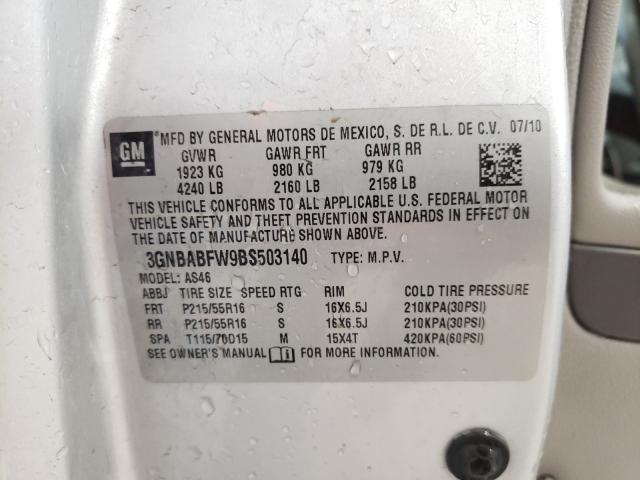 GM
®MFD BY GENERAL MOTORS DE MEXICO, S. DE R.L. DE C.V. 07/10
GVWR GAWR FRT GAWR RR
1923 KG 980 KG 979 KG
4240 LB 2160 LB 2158 LB
THIS VEHICLE CONFORMS TO ALL APPLICABLE U.S. FEDERAL MOTOR
VEHICLE SAFETY AND THEFT PREVENTION STANDARDS IN EFFECT ON
THE DATE OF MANUFACTURE SHOWN ABOVE.
3GNBABFW9BS503140 TYPE: M.P.V.
MODEL: AS46
ABBJ TIRE SIZE SPEED RTG RIM COLD TIRE PRESSURE
FRT P215/55R16 S 16X6.5J 210KPA(30PSI)
RR P215/55R16 S 16X6.5J 210KPA(30PSI)
SPA T115/70D15 M 15X4T 420KPA(60PSI)
SEE OWNER'S MANUAL FOR MORE INFORMATION.